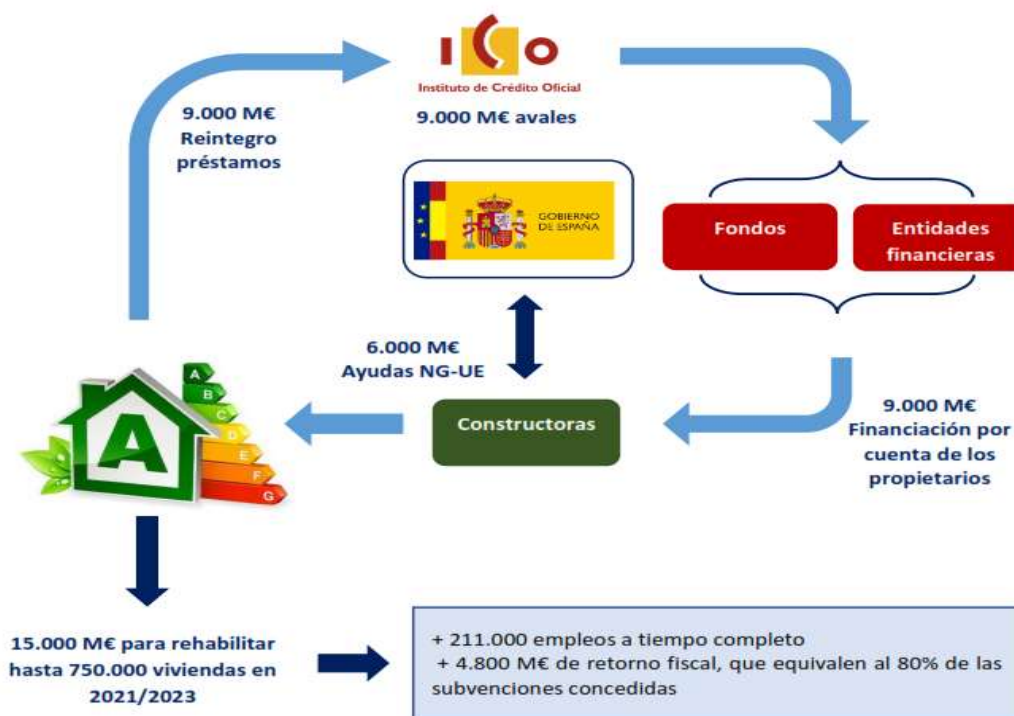 ICO
Instituto de Crédito Oficial
9.000 M€ avales
9.000 M€
Reintegro
préstamos
GOBIERNO
DE ESPAÑA
Fondos
Entidades
financieras
6.000 M€
Ayudas NG-UE
Constructoras
9.000 M€
Financiación por
cuenta de los
propietarios
A
A
B
C
D
E
F
G
15.000 M€ para rehabilitar
hasta 750.000 viviendas en
2021/2023
+ 211.000 empleos a tiempo completo
+ 4.800 M€ de retorno fiscal, que equivalen al 80% de las
subvenciones concedidas